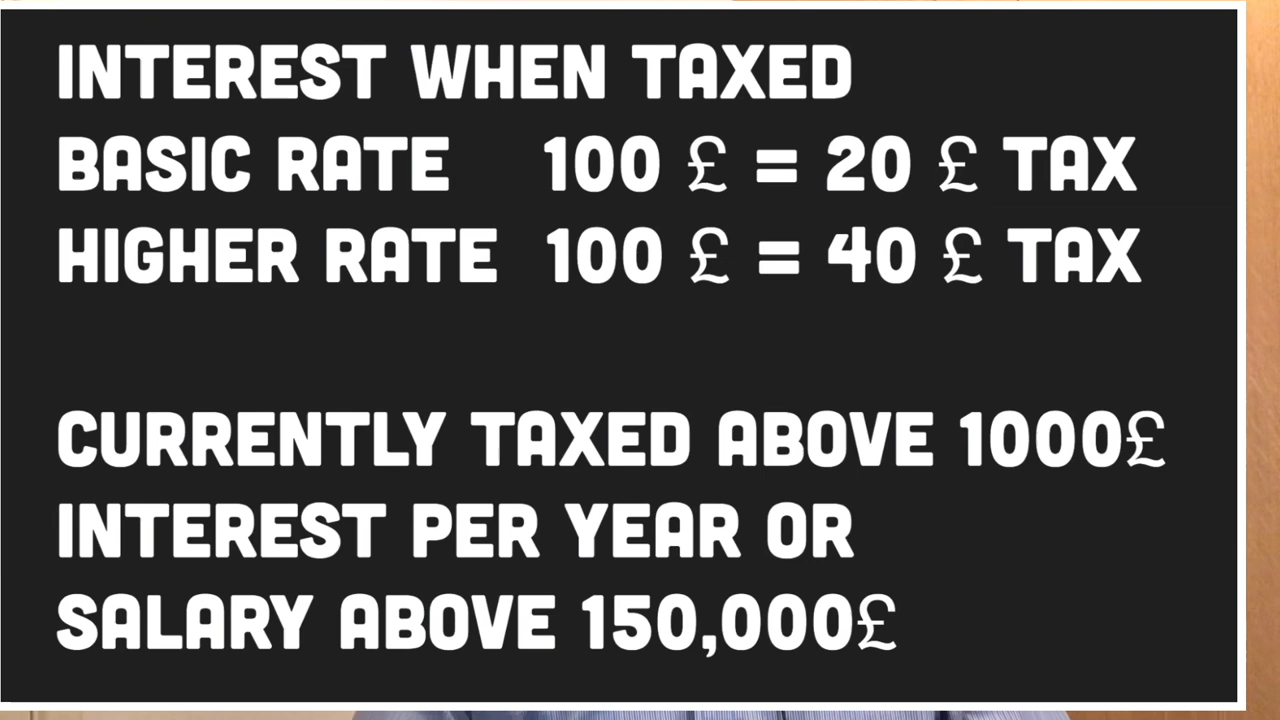 INTEREST WHEN TAXED
BASIC RATE 100 £ = 20 £ TAX
HIGHER RATE 100 £ = 40 £ TAX
CURRENTLY TAXED ABOVE 1000£
INTEREST PER YEAR OR
SALARY ABOVE 150,000£